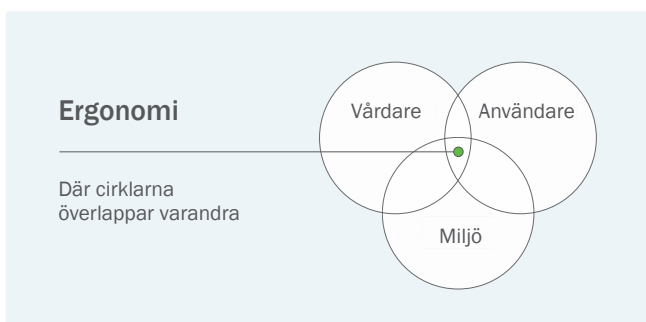 Ergonomi
Där cirklarna
överlappar varandra
Vårdare
Användare
Miljö